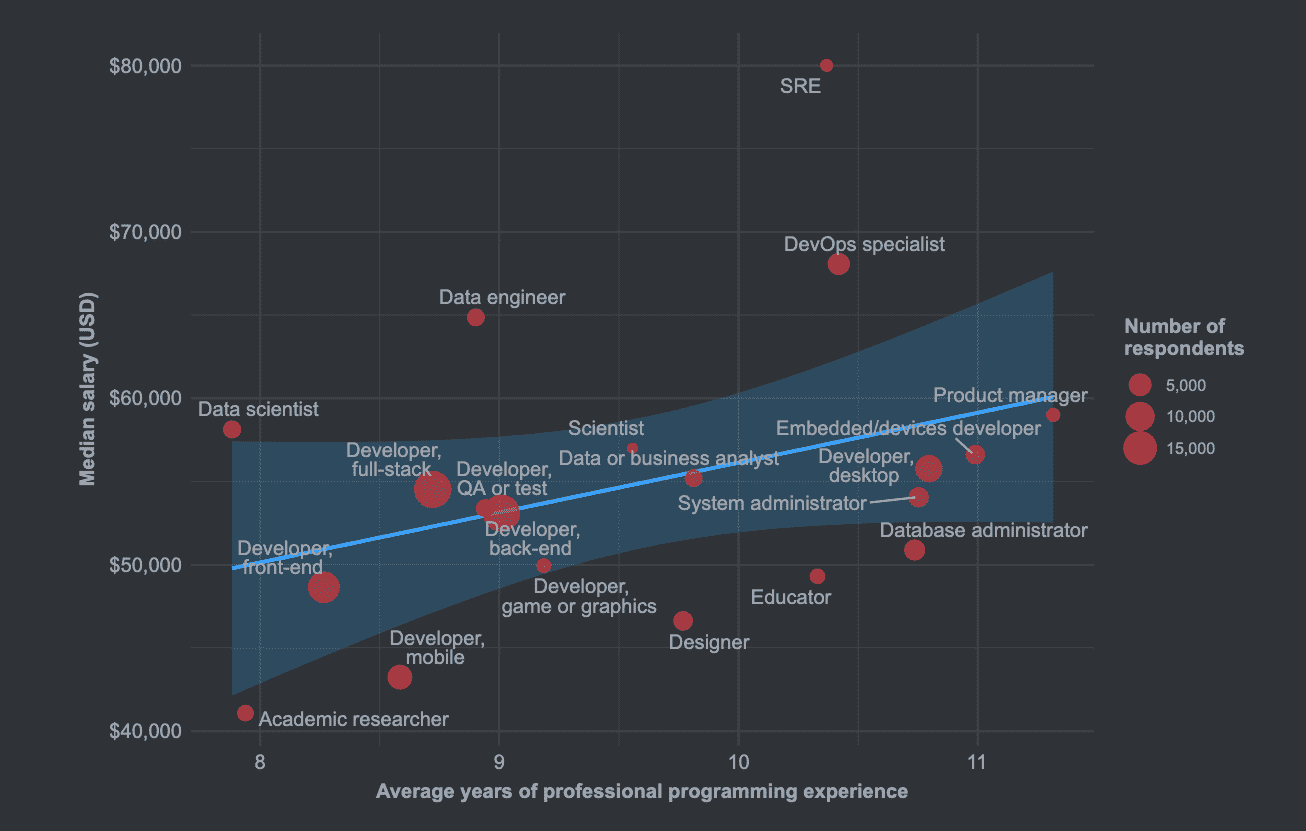 $80,000
SRE
$70,000
DevOps specialist
Data engineer
Median salary (USD)
Number of
respondents
5,000
10,000
15,000
$60,000
Product manager
Data scientist
Scientist
Embedded/devices developer
Developer,
full-stack
Data or business analyst
Developer,
desktop
Developer,
QA or test
System administrator
Developer,
back-end
Database administrator
Developer,
front-end
$50,000
Developer,
game or graphics
Educator
Developer,
mobile
Designer
Academic researcher
$40,000
8
9
10
11
Average years of professional programming experience